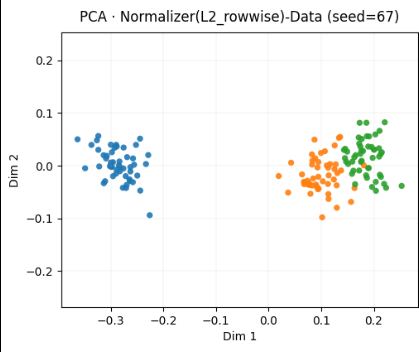 PCA · Normalizer(L2_rowwise)-Data (seed=67)
0.2
0.1
0.0
−0.1
−0.2
Dim 2
−0.3 −0.2 −0.1 0.0 0.1 0.2
Dim 1